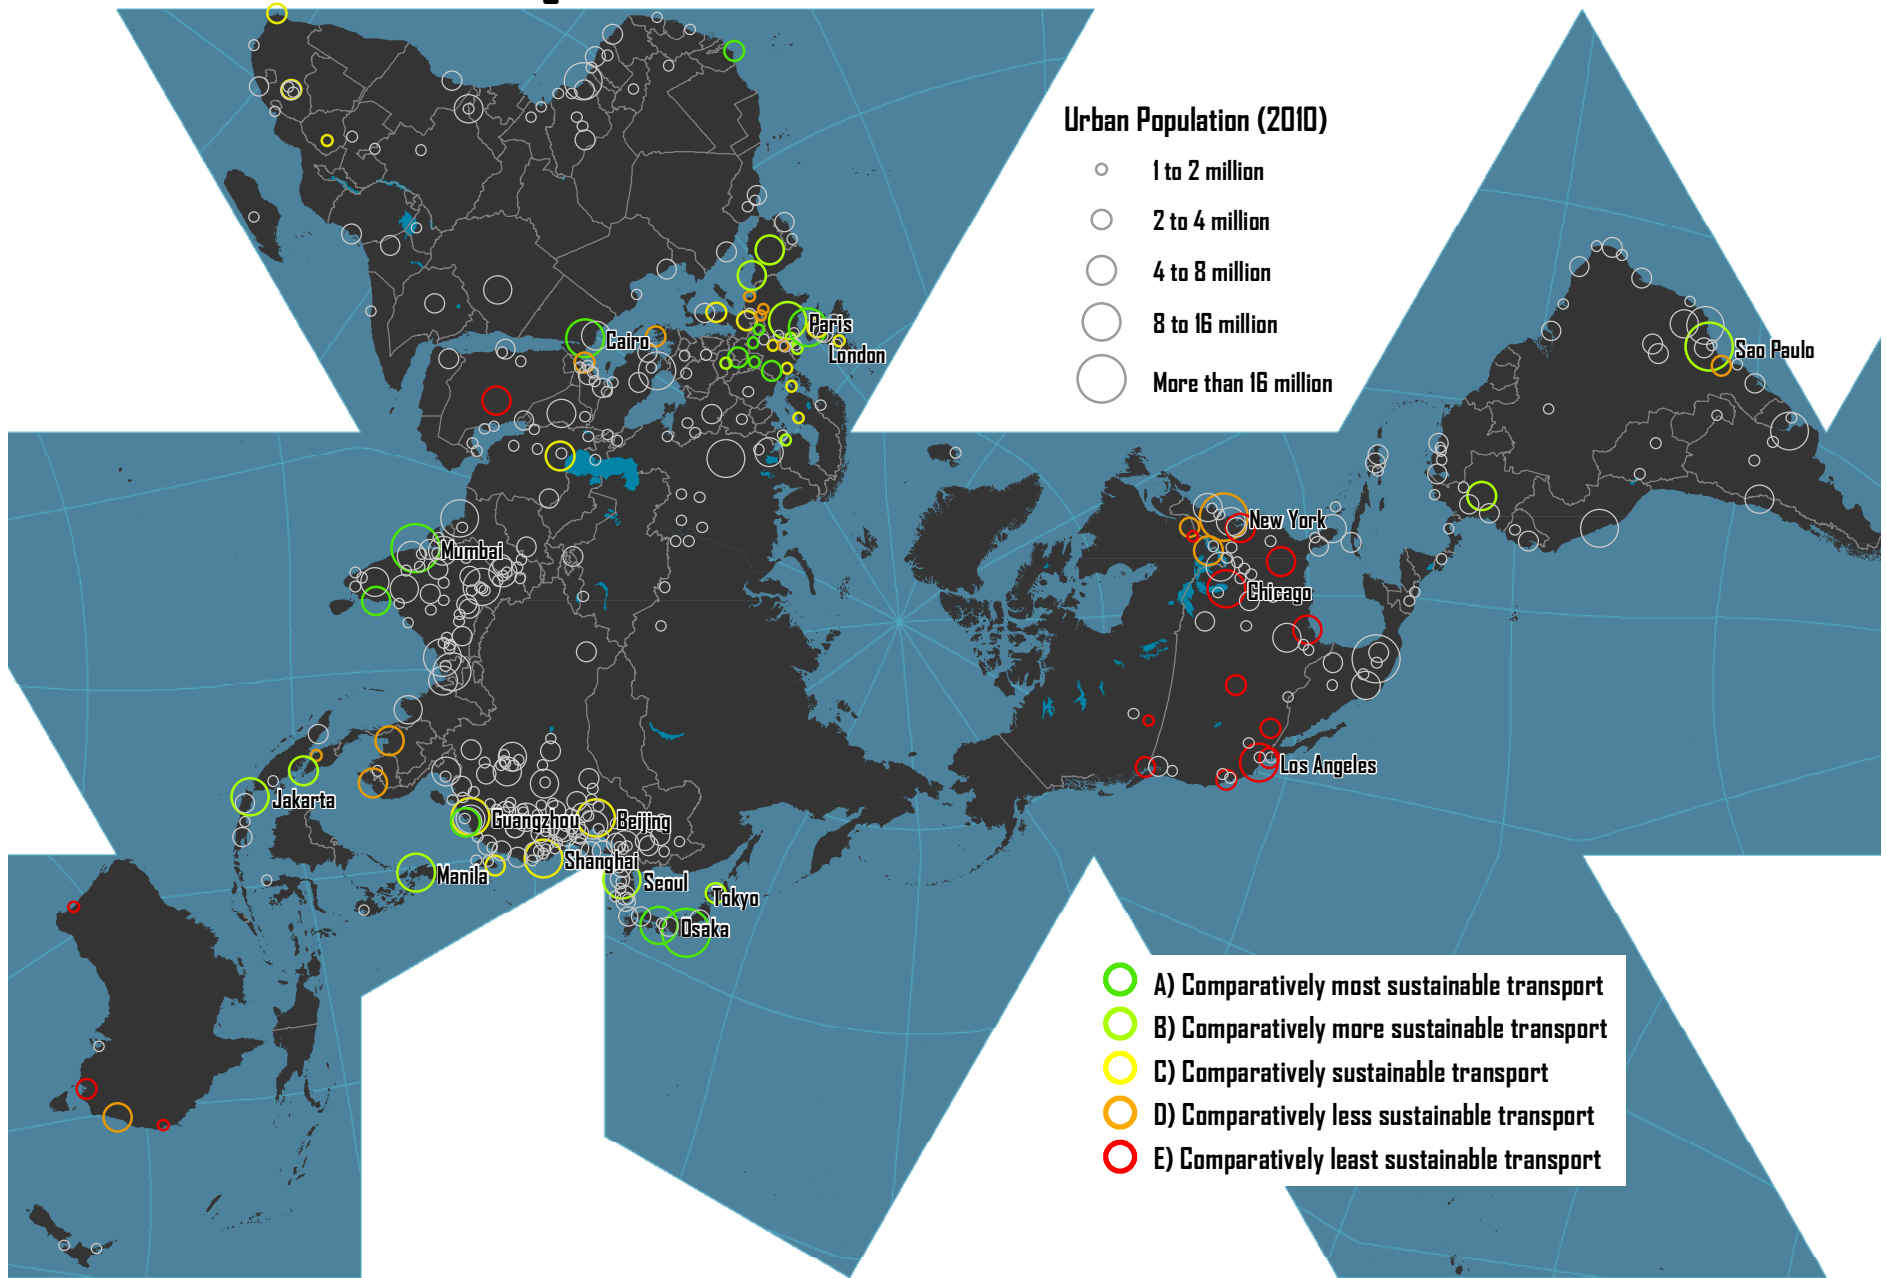 Urban Population (2010)
1 to 2 million
2 to 4 million
4 to 8 million
8 to 16 million
More than 16 million
Paris
London
Cairo
Sao Paulo
Mumbai
New York
Chicago
Los Angeles
Jakarta
Guangzhou
Beijing
Shanghai
Manila
Seoul
Tokyo
Osaka
A) Comparatively most sustainable transport
B) Comparatively more sustainable transport
C) Comparatively sustainable transport
D) Comparatively less sustainable transport
E) Comparatively least sustainable transport